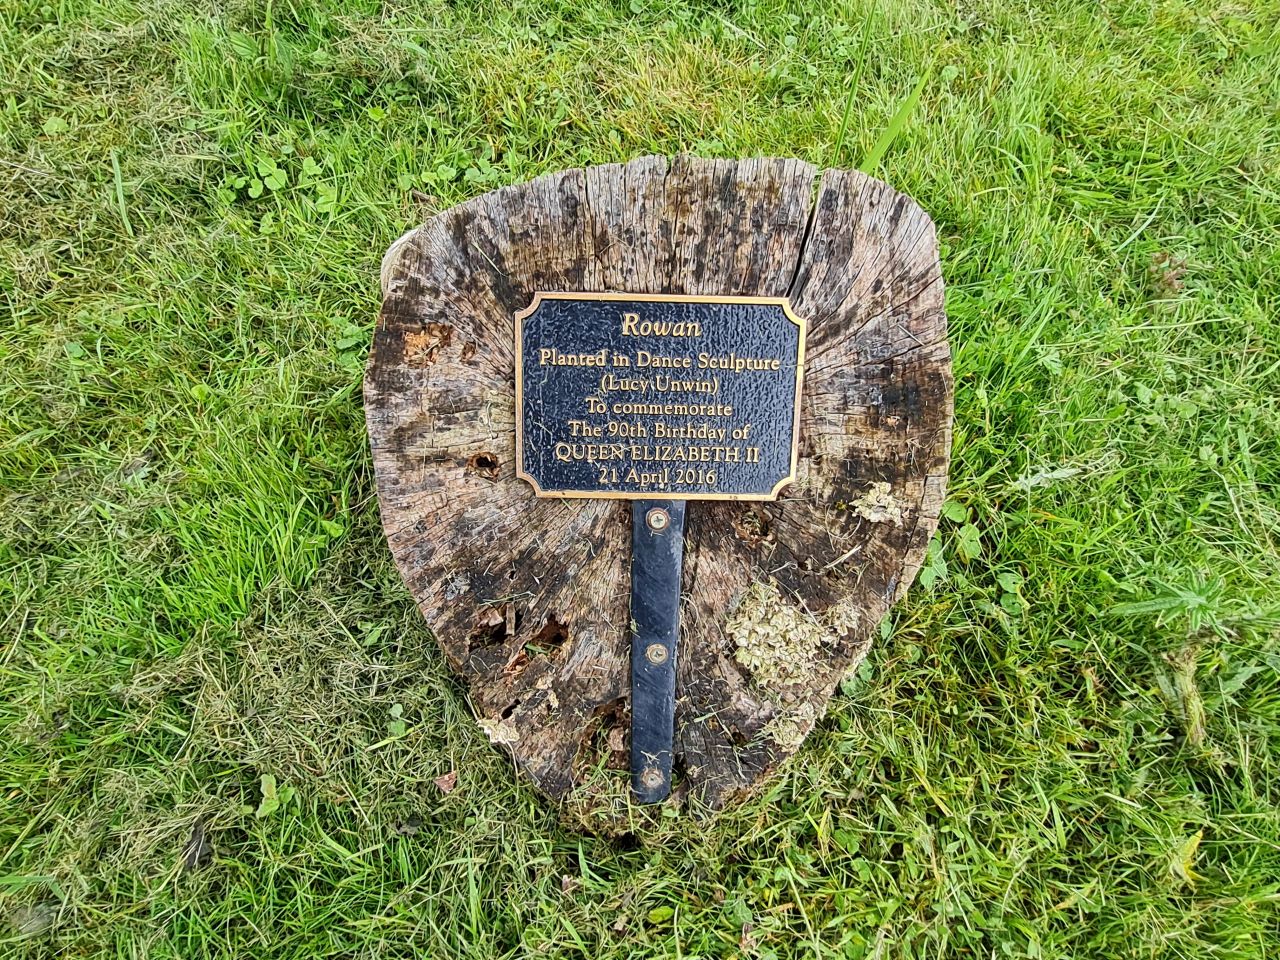 Rowan
Planted in Dance Sculpture
(Lucy Unwin)
To commemorate
The 90th Birthday of
QUEEN ELIZABETH II
21 April 2016